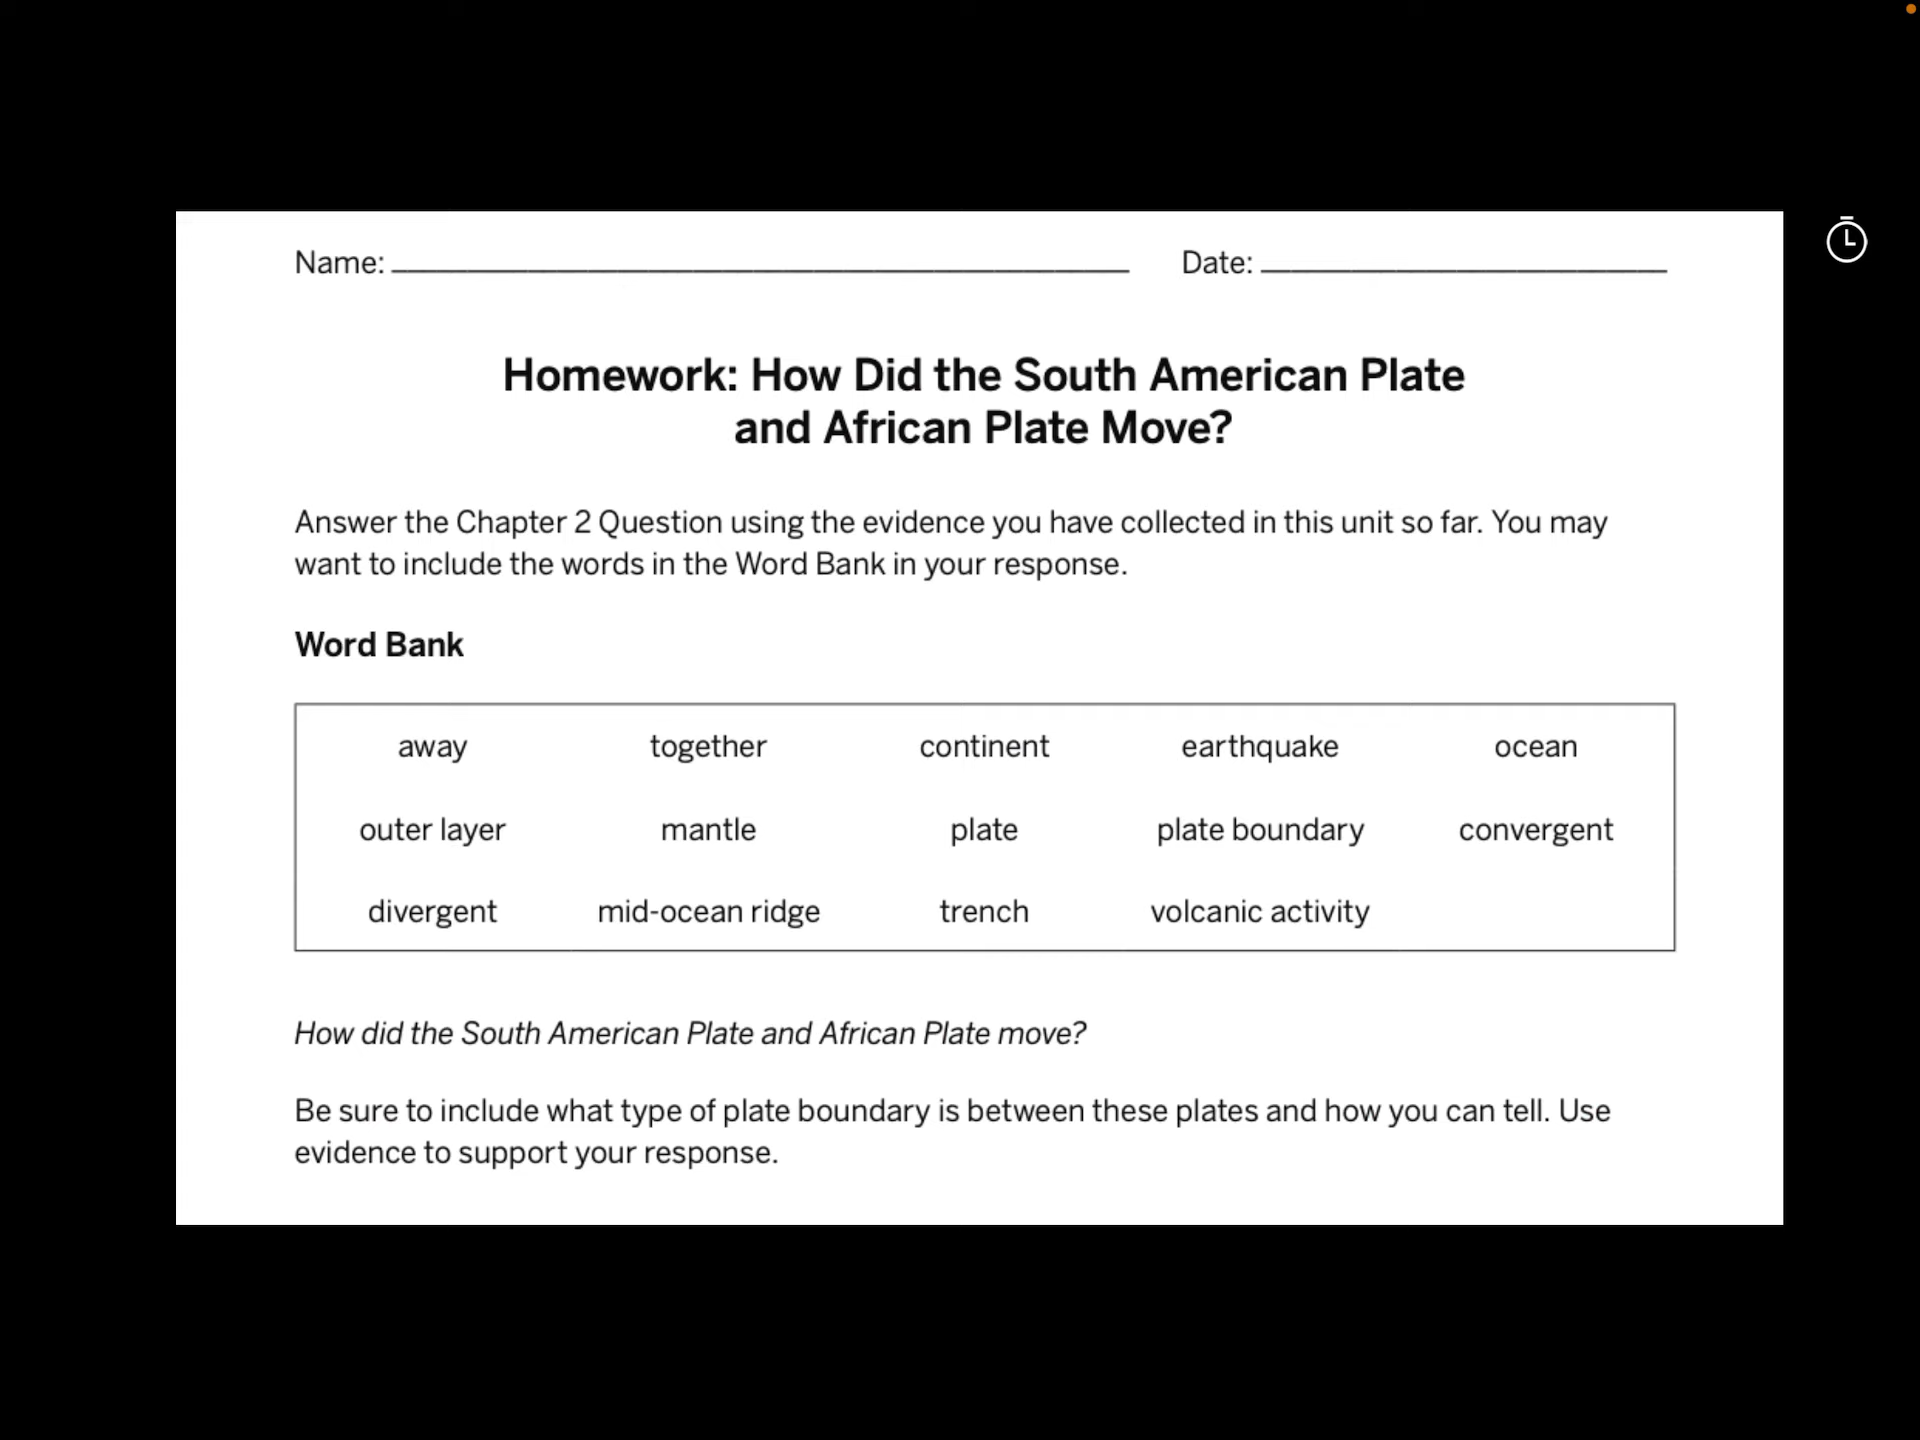 Name: Date:
Homework: How Did the South American Plate
and African Plate Move?
Answer the Chapter 2 Question using the evidence you have collected in this unit so far. You may
want to include the words in the Word Bank in your response.
Word Bank
away together continent earthquake ocean
outer layer mantle plate plate boundary convergent
divergent mid-ocean ridge trench volcanic activity
How did the South American Plate and African Plate move?
Be sure to include what type of plate boundary is between these plates and how you can tell. Use
evidence to support your response.